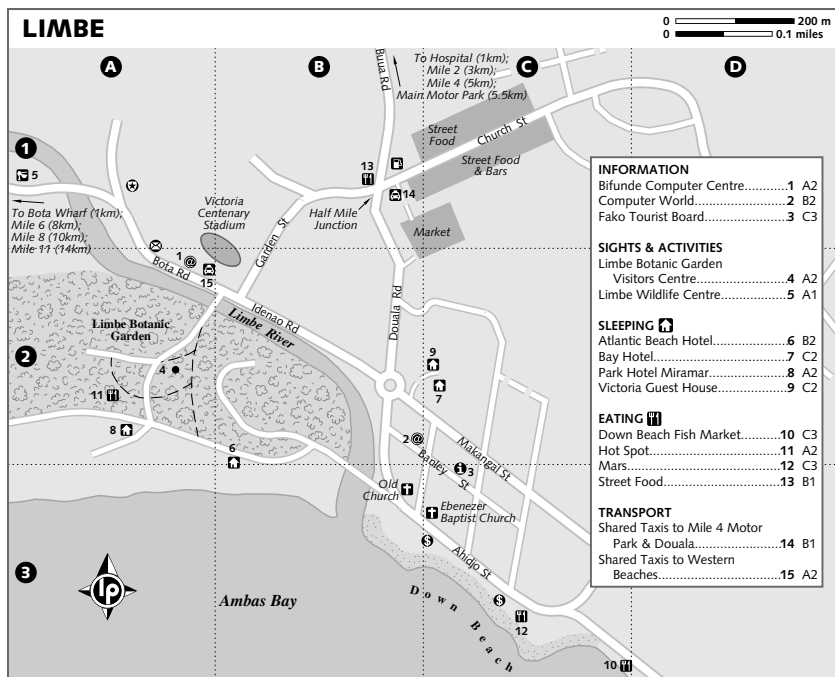 LIMBE
0 200 m
0 0.1 miles
A
B
C
D
1
2
3
Buua Rd
To Hospital (1km);
Mile 2 (3km);
Mile 4 (5km);
Main Motor Park (5.5km)
Street
Food
Church St
Street Food
& Bars
13
14
5
To Bota Wharf (1km);
Mile 6 (8km);
Mile 8 (10km);
Mile 11 (14km)
Victoria
Centenary
Stadium
Half Mile
Junction
Market
Garden St
1
@
15
Bota Rd
Idenao Rd
Limbe River
Douala Rd
Limbe Botanic
Garden
4
11
8
6
9
7
2
@
Banley St
3
Makangal St
Old
Church
Ebenezer
Baptist Church
$
Ahidjo St
$
12
10
Down Beach
Ambas Bay
lp
INFORMATION
Bifunde Computer Centre............1 A2
Computer World.......................2 B2
Fako Tourist Board....................3 C3
SIGHTS & ACTIVITIES
Limbe Botanic Garden
Visitors Centre.......................4 A2
Limbe Wildlife Centre.................5 A1
SLEEPING
Atlantic Beach Hotel..................6 B2
Bay Hotel..............................7 C2
Park Hotel Miramar...................8 A2
Victoria Guest House..................9 C2
EATING
Down Beach Fish Market...........10 C3
Hot Spot..............................11 A2
Mars...................................12 C3
Street Food...........................13 B1
TRANSPORT
Shared Taxis to Mile 4 Motor
Park & Douala.......................14 B1
Shared Taxis to Western
Beaches..............................15 A2